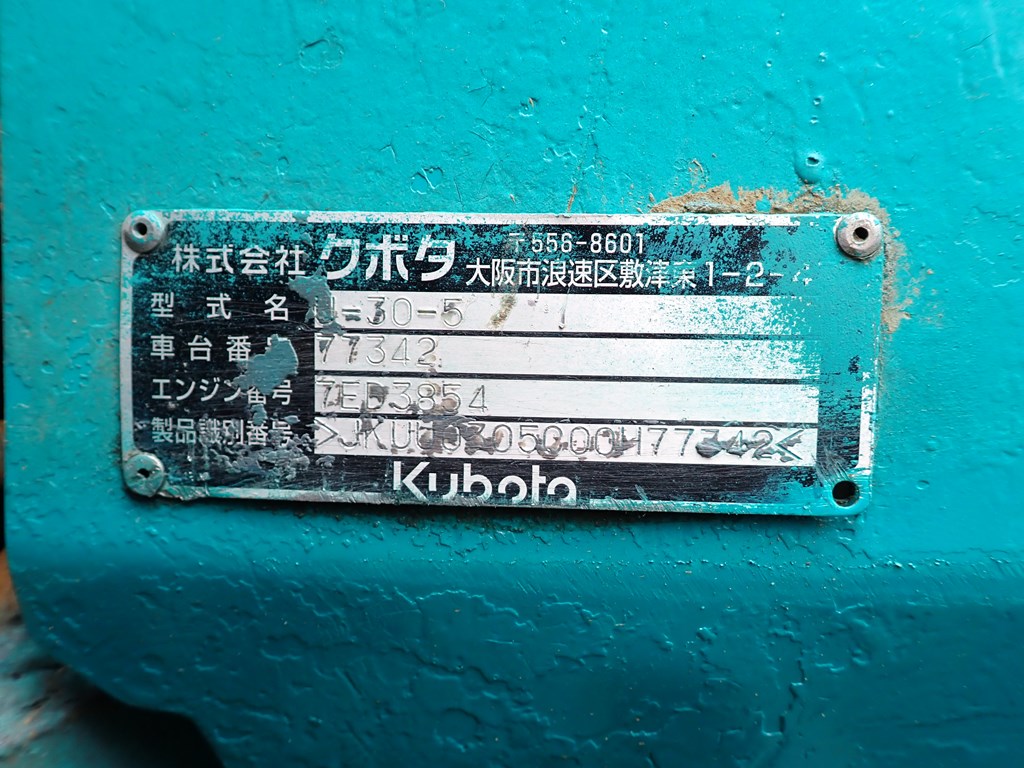 株式会社 クボタ 〒556-8601
大阪市浪速区敷津東1-2-4
型式名 U-30-5
車台番号 77342
エンジン番号 7ED3854
製品識別番号
Kubota